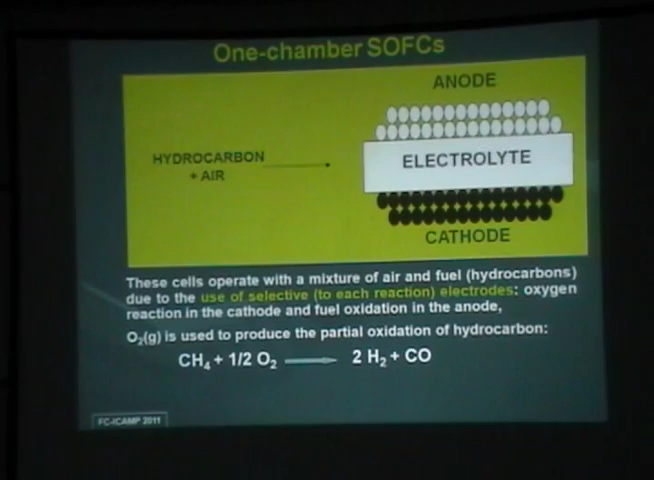 One-chamber SOFCs
ANODE
HYDROCARBON
+ AIR
ELECTROLYTE
CATHODE
These cells operate with a mixture of air and fuel (hydrocarbons)
due to the use of selective (to each reaction) electrodes: oxygen
reaction in the cathode and fuel oxidation in the anode,
O₂(g) is used to produce the partial oxidation of hydrocarbon:
CH₄ + 1/2 O₂ → 2 H₂ + CO
FC-ICAMP 2011